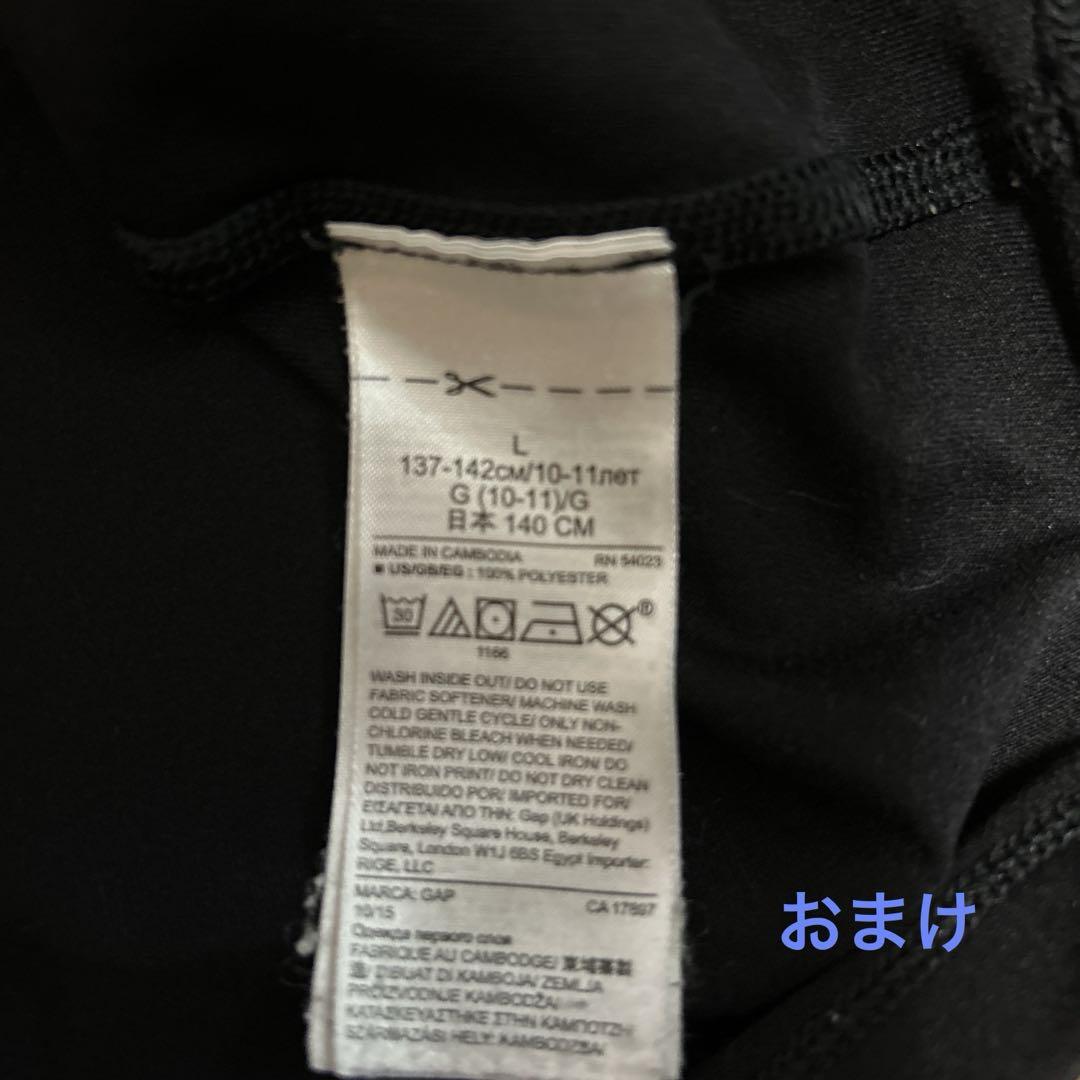 L
137-142см/10-11лет
G (10-11)/G
日本 140 CM
MADE IN CAMBODIA RN 54023
■ US/GB/EG : 100% POLYESTER
30
®
1166
WASH INSIDE OUT/ DO NOT USE
FABRIC SOFTENER/ MACHINE WASH
COLD GENTLE CYCLE/ ONLY NON-
CHLORINE BLEACH WHEN NEEDED/
TUMBLE DRY LOW/ COOL IRON/ DO
NOT IRON PRINT/ DO NOT DRY CLEAN
DISTRIBUIDO POR/ IMPORTED FOR/
ΕΙΣΑΓΕΤΑΙ ΑΠΟ ΤΗΝ: Gap (UK Holdings)
Ltd,Berkeley Square House, Berkeley
Square, London W1J 6BS Egypt Importer:
RIGE, LLC
MARCA: GAP CA 17897
10/15
Одежда первого слоя
FABRIQUE AU CAMBODGE/ 柬埔寨製
造/ DIBUAT DI KAMBOJA/ ZEMLJA
PROIZVODNJE KAMBODŽA/
ΚΑΤΑΣΚΕΥΑΣΤΗΚΕ ΣΤΗΝ ΚΑΜΠΟΤΖΗ/
SZÁRMAZÁSI HELY: KAMBODZSA/
おまけ